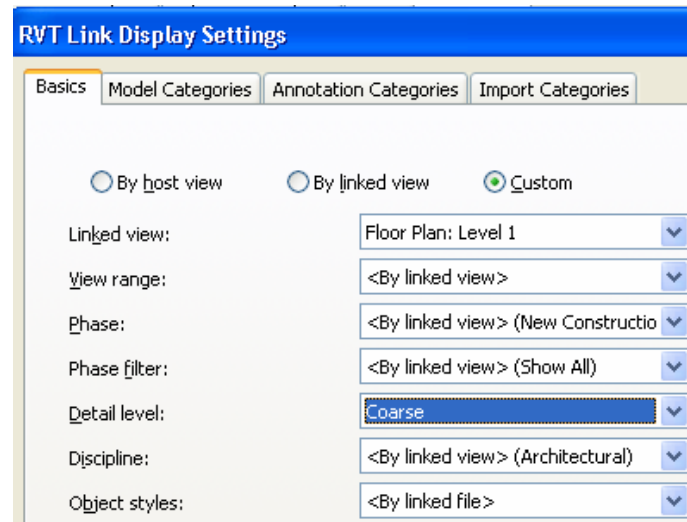 RVT Link Display Settings
Basics Model Categories Annotation Categories Import Categories
By host view By linked view Custom
Linked view: Floor Plan: Level 1
View range: <By linked view>
Phase: <By linked view> (New Constructio
Phase filter: <By linked view> (Show All)
Detail level: Coarse
Discipline: <By linked view> (Architectural)
Object styles: <By linked file>